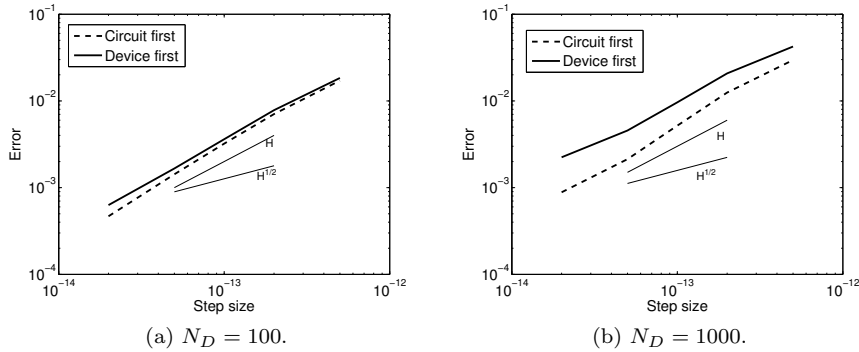 10^{-1}
10^{-2}
10^{-3}
10^{-4}
Error
Circuit first
Device first
H
H^{1/2}
10^{-14}
10^{-13}
10^{-12}
Step size
(a) N_D = 100.
10^{-1}
10^{-2}
10^{-3}
10^{-4}
Error
Circuit first
Device first
H
H^{1/2}
10^{-14}
10^{-13}
10^{-12}
Step size
(b) N_D = 1000.